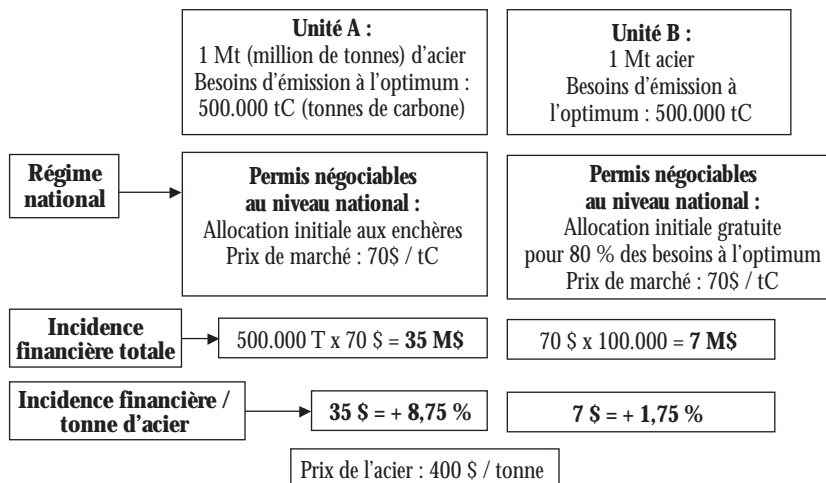 Unité A :
1 Mt (million de tonnes) d'acier
Besoins d'émission à l'optimum :
500.000 tC (tonnes de carbone)
Unité B :
1 Mt acier
Besoins d'émission à
l'optimum : 500.000 tC
Régime
national
Permis négociables
au niveau national :
Allocation initiale aux enchères
Prix de marché : 70$ / tC
Permis négociables
au niveau national :
Allocation initiale gratuite
pour 80 % des besoins à l'optimum
Prix de marché : 70$ / tC
Incidence
financière totale
500.000 T x 70 $ = 35 M$
70 $ x 100.000 = 7 M$
Incidence financière /
tonne d'acier
35 $ = + 8,75 %
7 $ = + 1,75 %
Prix de l'acier : 400 $ / tonne